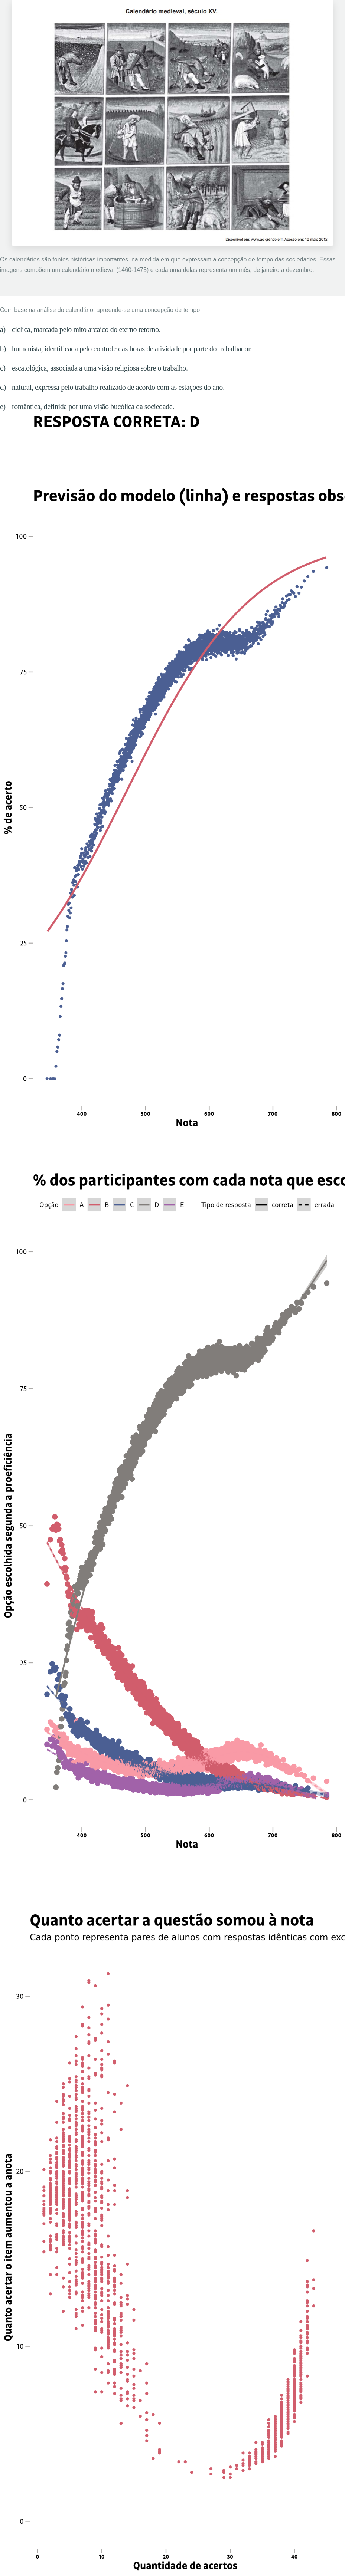 Calendário medieval, século XV.
Disponível em: www.ac-grenoble.fr. Acesso em: 10 maio 2012.
Os calendários são fontes históricas importantes, na medida em que expressam a concepção de tempo das sociedades. Essas
imagens compõem um calendário medieval (1460-1475) e cada uma delas representa um mês, de janeiro a dezembro.
Com base na análise do calendário, apreende-se uma concepção de tempo
a) cíclica, marcada pelo mito arcaico do eterno retorno.
b) humanista, identificada pelo controle das horas de atividade por parte do trabalhador.
c) escatológica, associada a uma visão religiosa sobre o trabalho.
d) natural, expressa pelo trabalho realizado de acordo com as estações do ano.
e) romântica, definida por uma visão bucólica da sociedade.
RESPOSTA CORRETA: D
Previsão do modelo (linha) e respostas obs
100
75
50
25
0
% de acerto
400 500 600 700 800
Nota
% dos participantes com cada nota que esco
Opção A B C D E Tipo de resposta correta errada
100
75
50
25
0
Opção escolhida segunda a proeficiência
400 500 600 700 800
Nota
Quanto acertar a questão somou à nota
Cada ponto representa pares de alunos com respostas idênticas com exc
30
20
10
0
Quanto acertar o item aumentou a anota
0 10 20 30 40
Quantidade de acertos